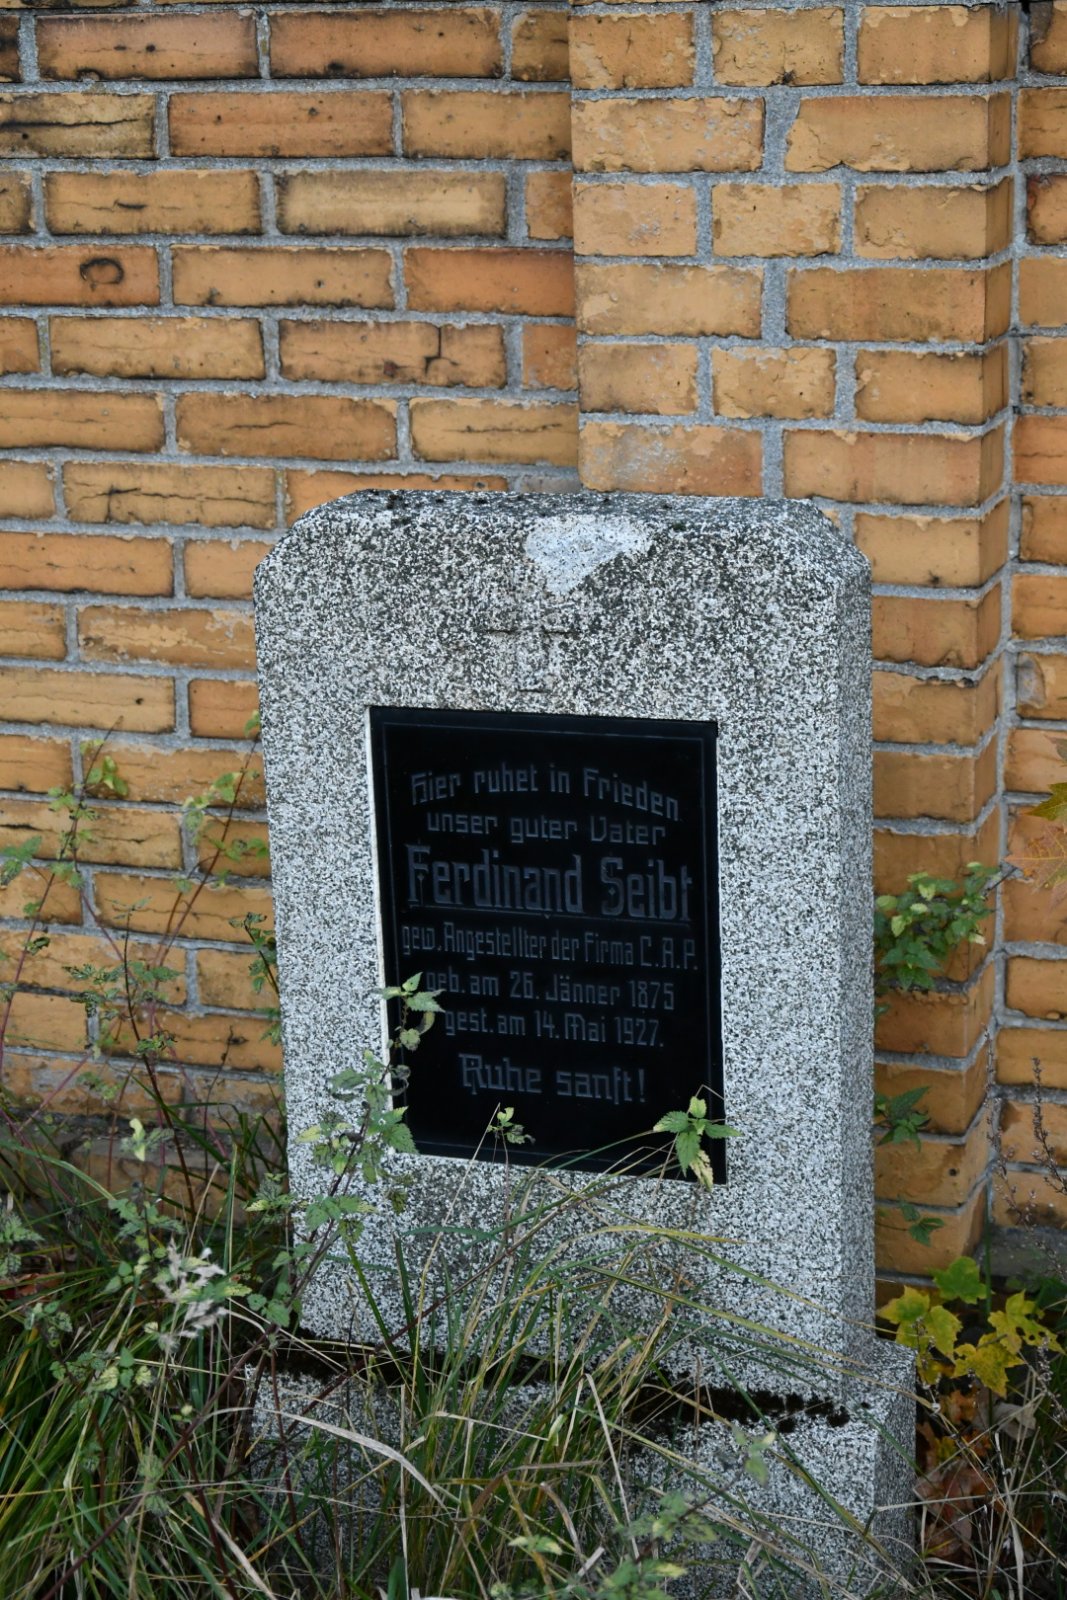 Hier ruhet in Frieden
unser guter Vater
Ferdinand Seibt
gew. Angestellter der Firma C. A. P.
geb. am 26. Jänner 1875
gest. am 14. Mai 1927.
Ruhe sanft!